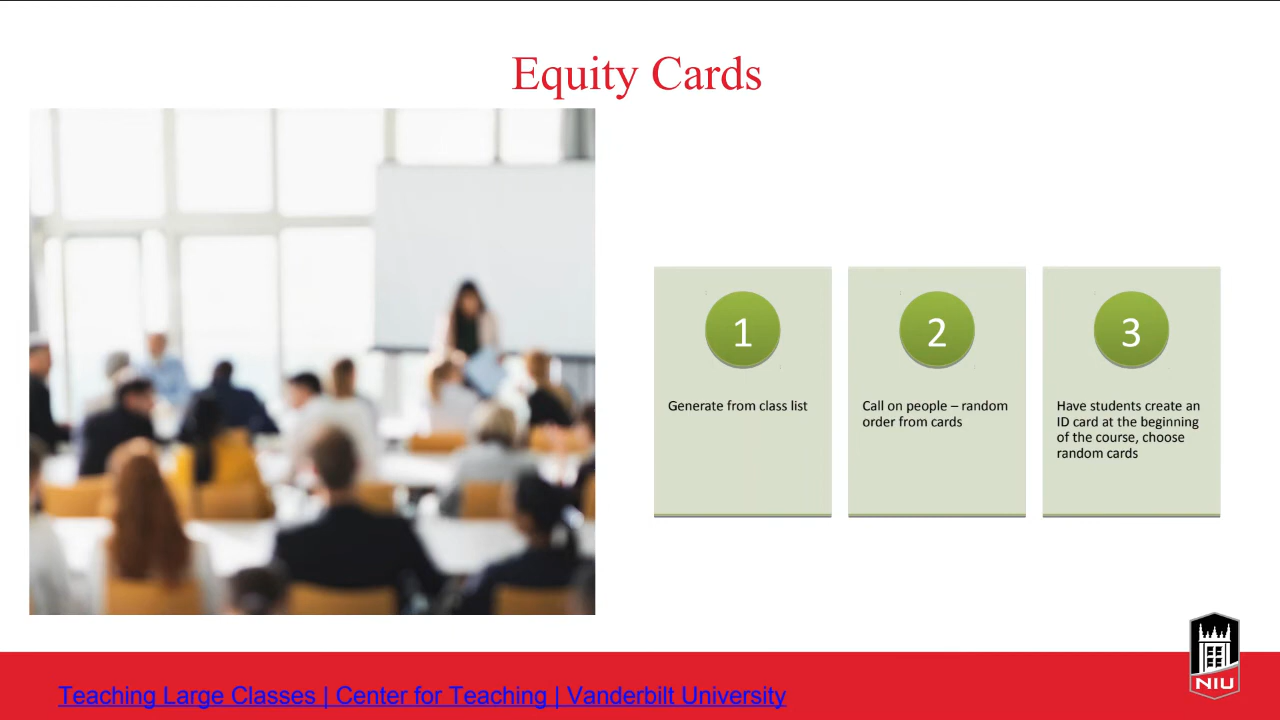 Equity Cards
1
Generate from class list
2
Call on people – random
order from cards
3
Have students create an
ID card at the beginning
of the course, choose
random cards
Teaching Large Classes | Center for Teaching | Vanderbilt University
NIU